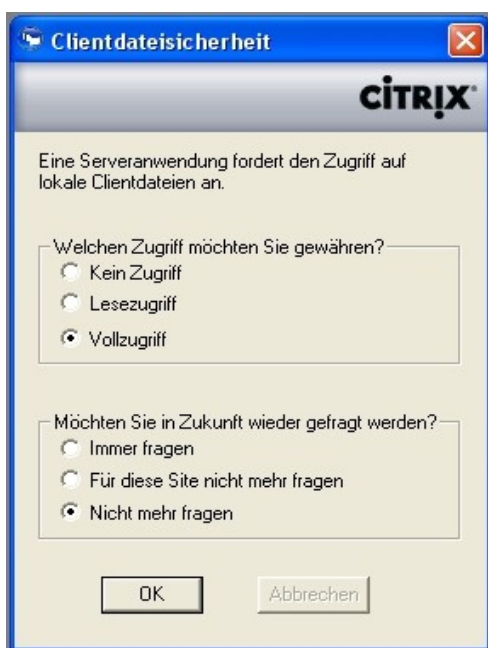 Clientdateisicherheit
CİTRIX
Eine Serveranwendung fordert den Zugriff auf
lokale Clientdateien an.
Welchen Zugriff möchten Sie gewähren?
Kein Zugriff
Lesezugriff
Vollzugriff
Möchten Sie in Zukunft wieder gefragt werden?
Immer fragen
Für diese Site nicht mehr fragen
Nicht mehr fragen
OK
Abbrechen